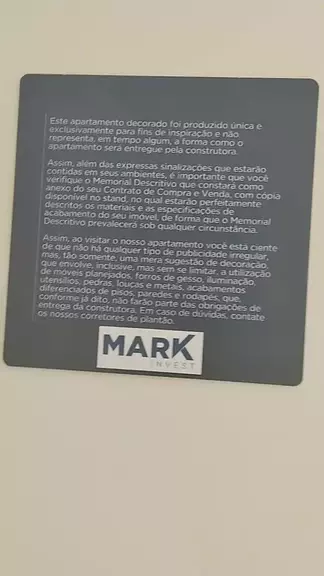 Este apartamento decorado foi produzido única e
exclusivamente para fins de inspiração e não
representa, em tempo algum, a forma como o
apartamento será entregue pela construtora.
Assim, além das expressas sinalizações que estarão
contidas em seus ambientes, é importante que você
verifique o Memorial Descritivo que constará como
anexo do seu Contrato de Compra e Venda, com cópia
disponível no stand, no qual estarão perfeitamente
descritos os materiais e as especificações de
acabamento do seu imóvel, de forma que o Memorial
Descritivo prevalecerá sob qualquer circunstância.
Assim, ao visitar o nosso apartamento você está ciente
de que não há qualquer tipo de publicidade irregular,
mas, tão somente, uma mera sugestão de decoração,
que envolve, inclusive, mas sem se limitar, a utilização
de móveis planejados, forros de gesso, iluminação,
utensílios, pedras, louças e metais, acabamentos
diferenciados de pisos, paredes e rodapés, que,
conforme já dito, não farão parte das obrigações de
entrega da construtora. Em caso de dúvidas, contate
os nossos corretores de plantão.
MARK
INVEST